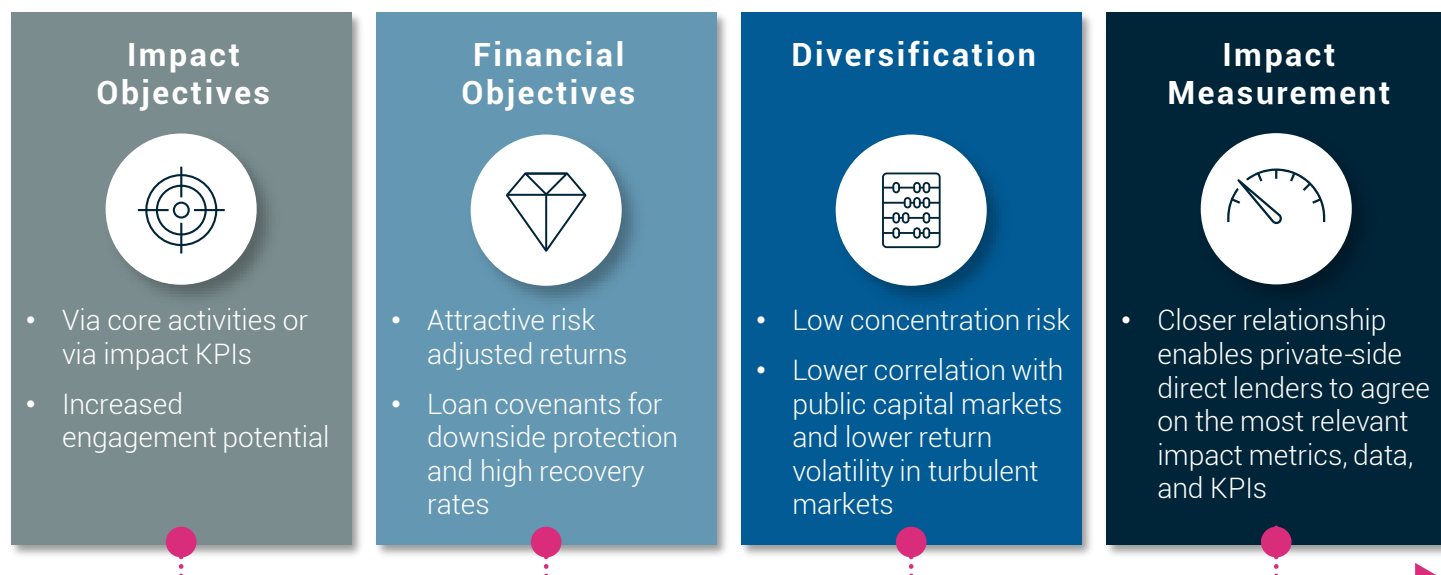 Impact
Objectives
• Via core activities or
via impact KPIs
• Increased
engagement potential
Financial
Objectives
• Attractive risk
adjusted returns
• Loan covenants for
downside protection
and high recovery
rates
Diversification
• Low concentration risk
• Lower correlation with
public capital markets
and lower return
volatility in turbulent
markets
Impact
Measurement
• Closer relationship
enables private-side
direct lenders to agree
on the most relevant
impact metrics, data,
and KPIs